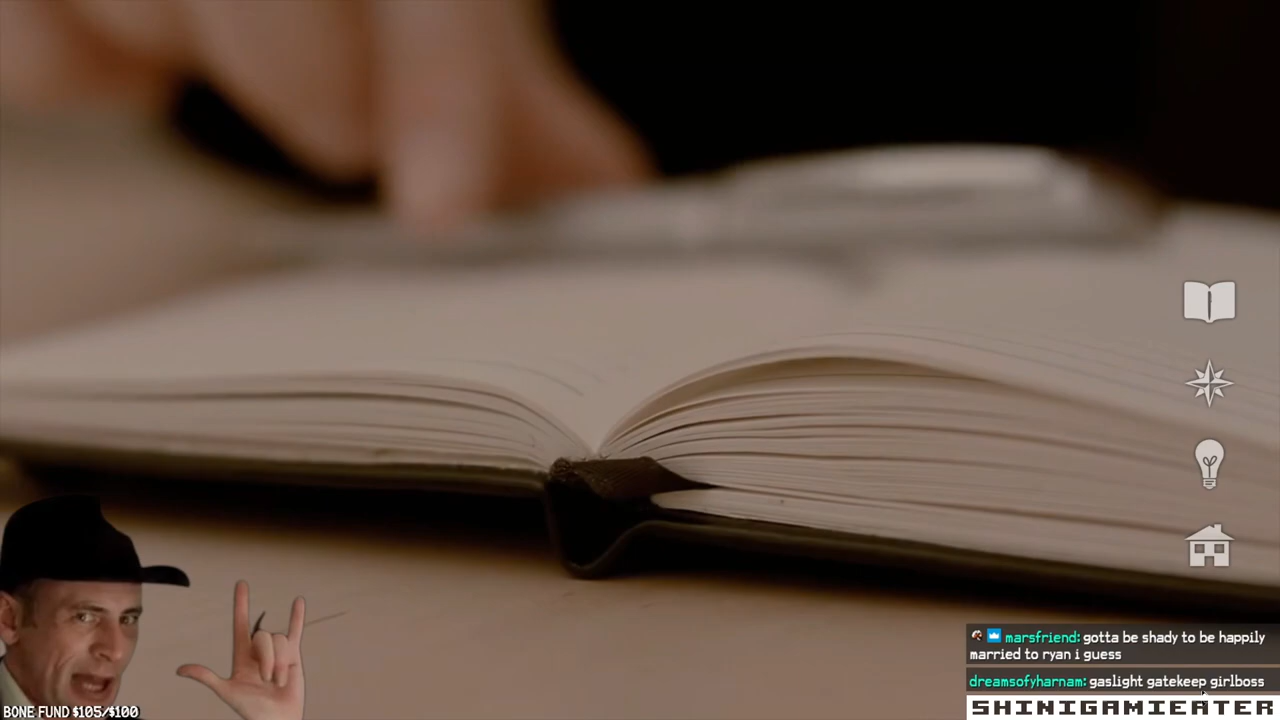 marsfriend: gotta be shady to be happily
married to ryan i guess
dreamsofyharnam: gaslight gatekeep girlboss
BONE FUND $105/$100
SHINIGAMIEATER